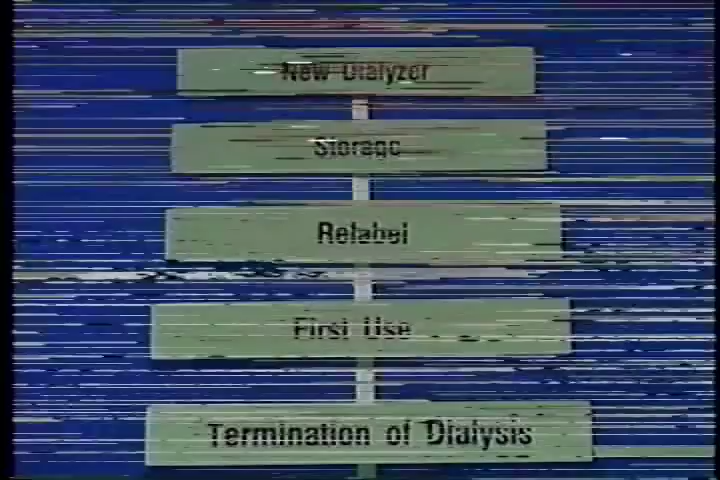 New Dialyzer
Storage
Relabel
First Use
Termination of Dialysis